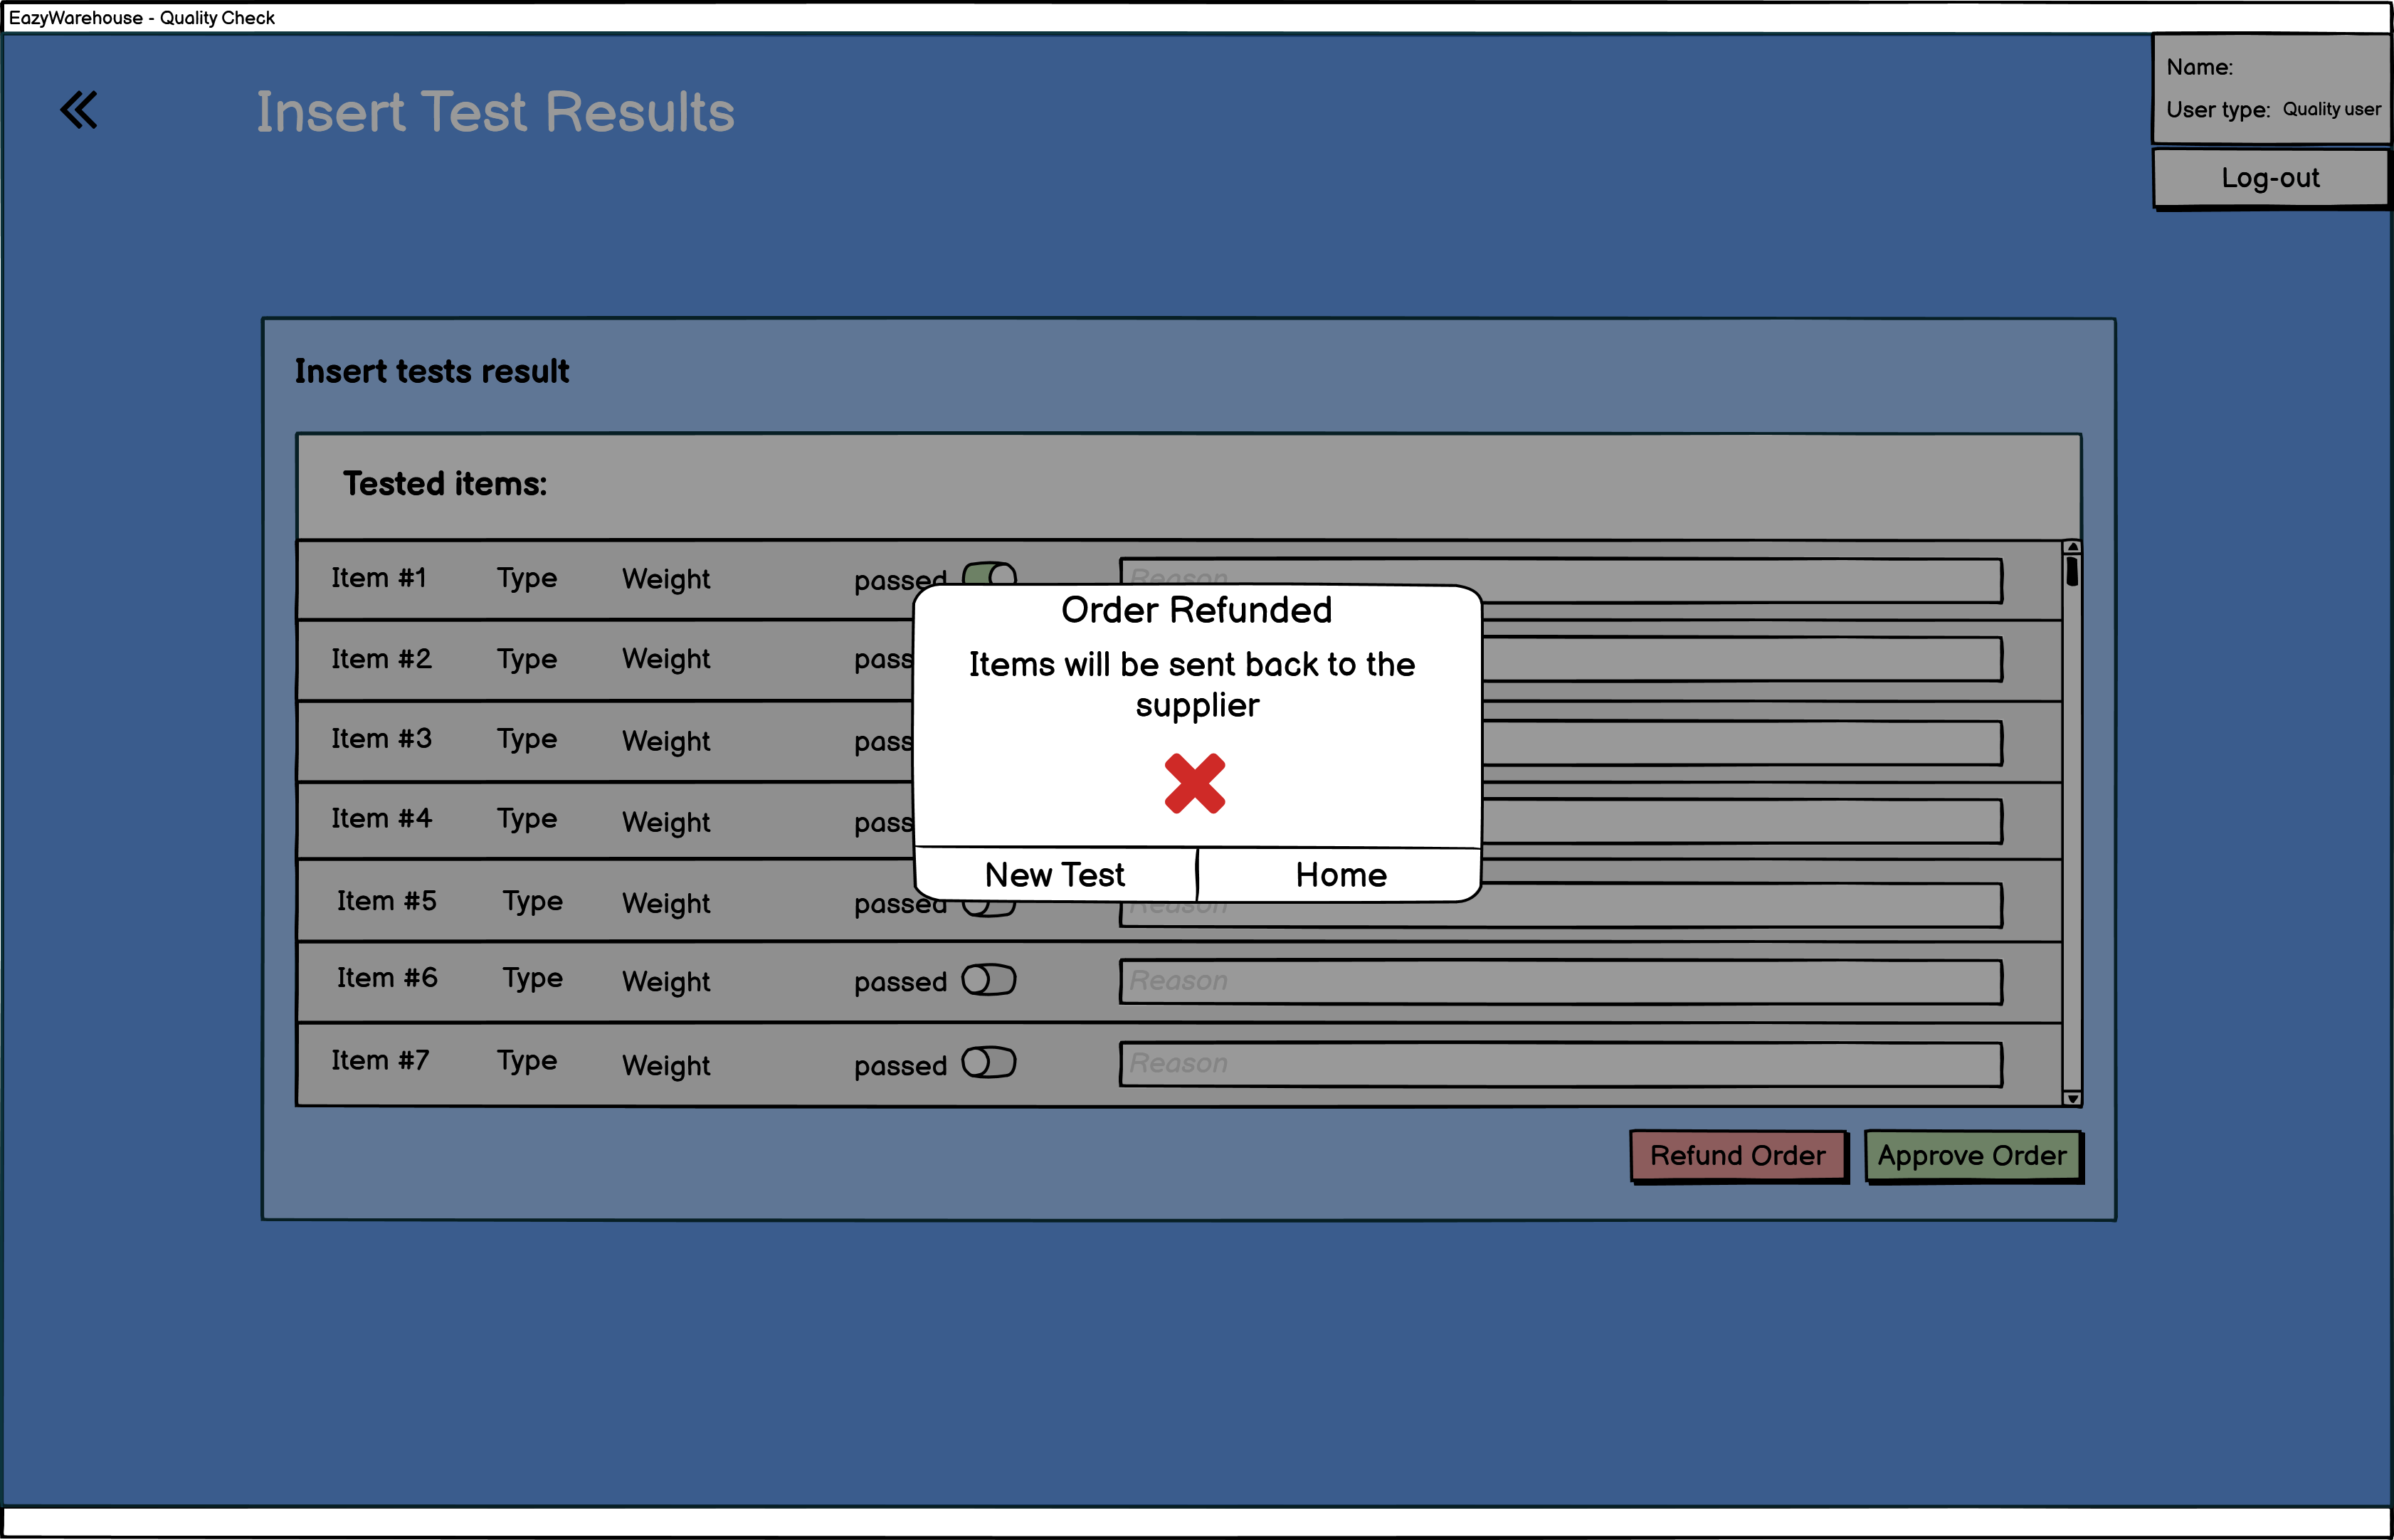 EazyWarehouse - Quality Check
Name:
User type: Quality user
Insert Test Results
Log-out
Insert tests result
Tested items:
Item #1 Type Weight passed Reason
Order Refunded
Items will be sent back to the
supplier
Item #2 Type Weight pass
Item #3 Type Weight pass
Item #4 Type Weight pass
New Test Home
Item #5 Type Weight passed Reason
Item #6 Type Weight passed Reason
Item #7 Type Weight passed Reason
Refund Order Approve Order